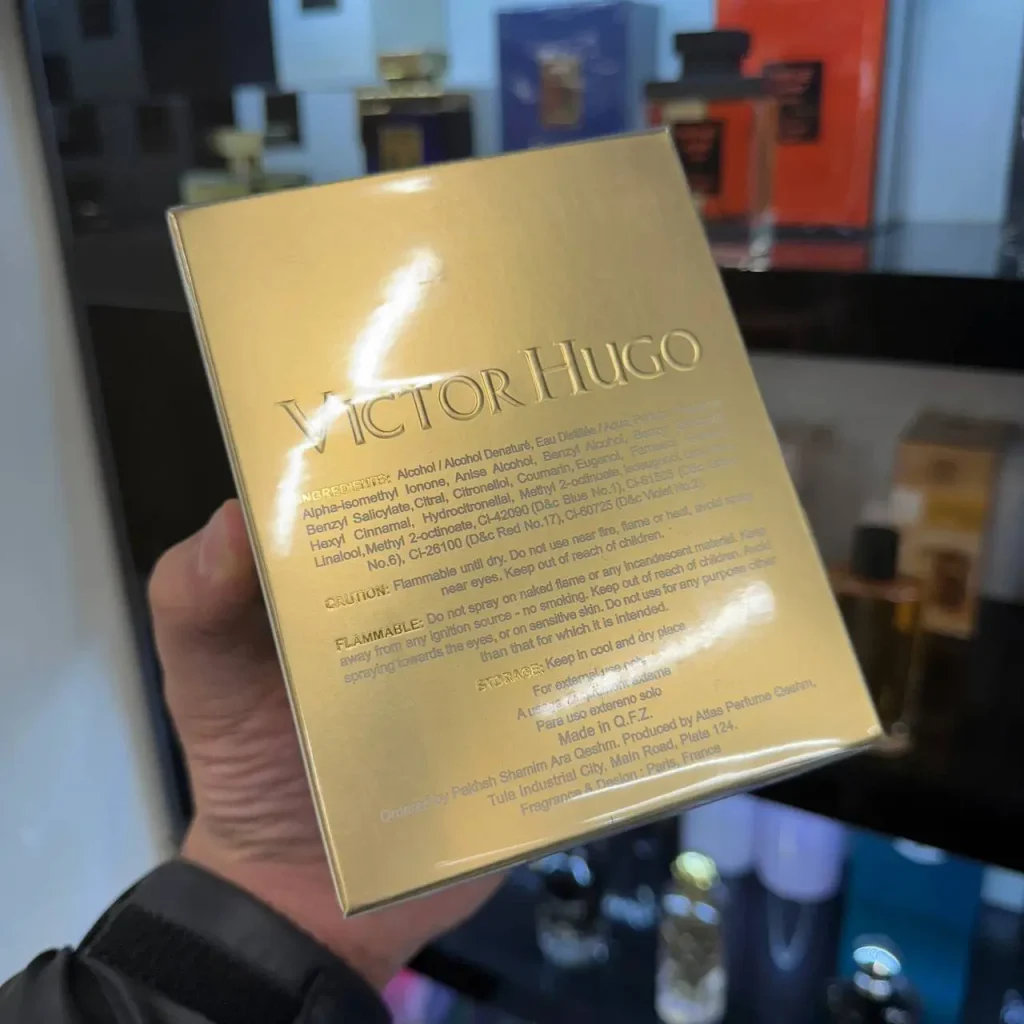 VICTOR HUGO
INGREDIENTS: Alcohol / Alcohol Denaturé, Eau Distillée / Aqua,
Alpha-isomethyl Ionone, Anise Alcohol, Benzyl Alcohol,
Benzyl Salicylate, Citral, Citronellol, Coumarin, Eugenol,
Hexyl Cinnamal, Hydrocitronellal, Methyl 2-octinoate,
Linalool, Methyl 2-octinoate, CI-42090 (D&c Blue No.1), CI-61525 (D&c
No.6), CI-26100 (D&c Red No.17), CI-60725 (D&c Violet No.2).
CRUTION: Flammable until dry. Do not use near fire, flame or heat, avoid spray
near eyes. Keep out of reach of children.
FLAMMABLE: Do not spray on naked flame or any incandescent material. Keep
away from any ignition source - no smoking. Keep out of reach of children. Avoid
spraying towards the eyes, or on sensitive skin. Do not use for any purpose other
than that for which it is intended.
STORAGE: Keep in cool and dry place
For external use only
A externe
Para uso extereno solo
Made in Q.F.Z.
Ordered by Pakhsh Shamim Ara Qeshm. Produced by Atlas Perfume Qeshm,
Tula Industrial City, Main Road, Plate 124.
Fragrance & Design : Paris, France